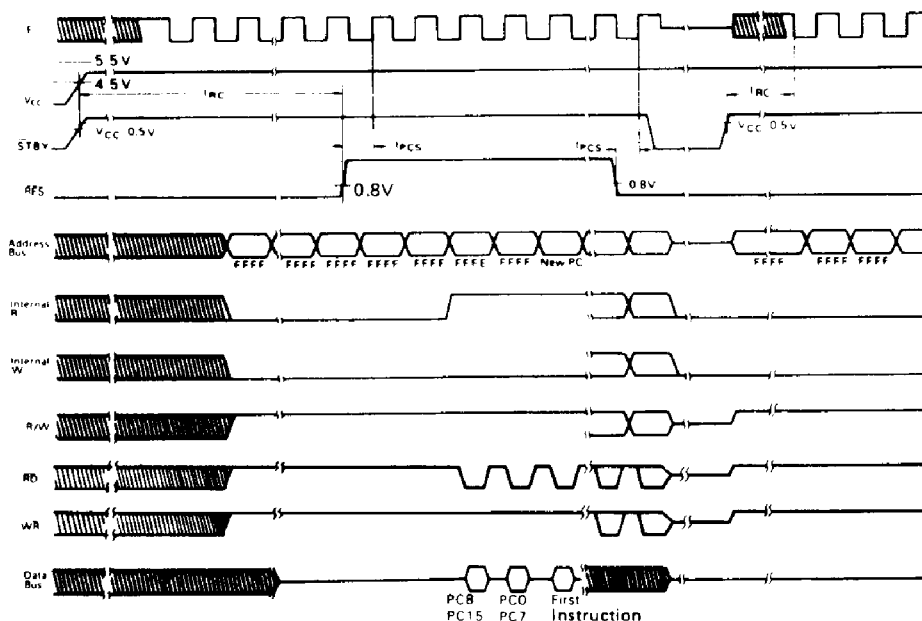 E
5.5V
4.5V
VCC
tRC
tRC
VCC 0.5V
VCC 0.5V
STBY
tPCS
tPCS
RES
0.8V
0.8V
Address
Bus
FFFF FFFF FFFF FFFF FFFF FFFE FFFF New PC FFFF FFFF FFFF
Internal
R
Internal
W
R/W
RD
WR
Data
Bus
PC8 PC0 First
PC15 PC7 Instruction